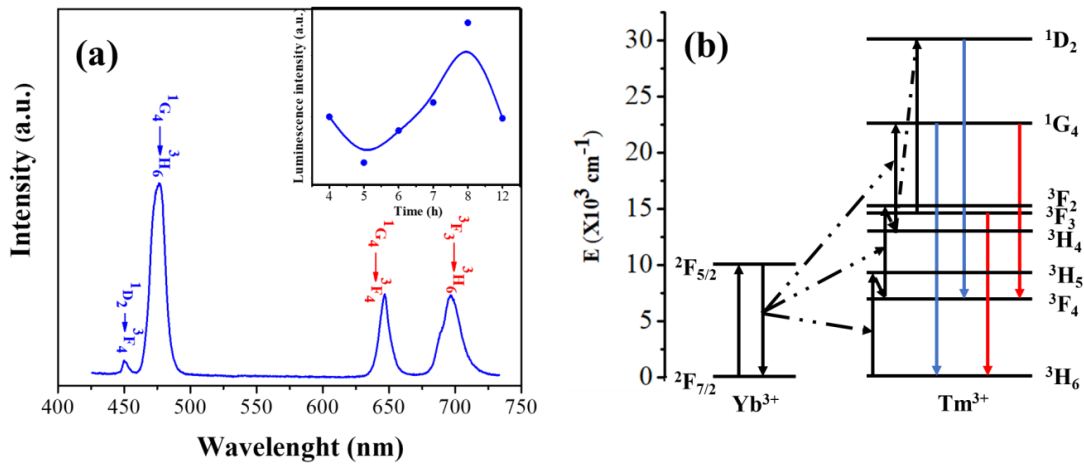 (a)
Intensity (a.u.)
¹D₂→³F₄
¹G₄→³H₆
¹G₄→³F₄
³F₃→³H₆
400 450 500 550 600 650 700 750
Wavelenght (nm)
Luminescence intensity (a.u.)
4 5 6 7 8 12
Time (h)
(b)
E (X10³ cm⁻¹)
30
25
20
15
10
5
0
²F₅/₂
²F₇/₂
Yb³⁺
¹D₂
¹G₄
³F₂
³F₃
³H₄
³H₅
³F₄
³H₆
Tm³⁺